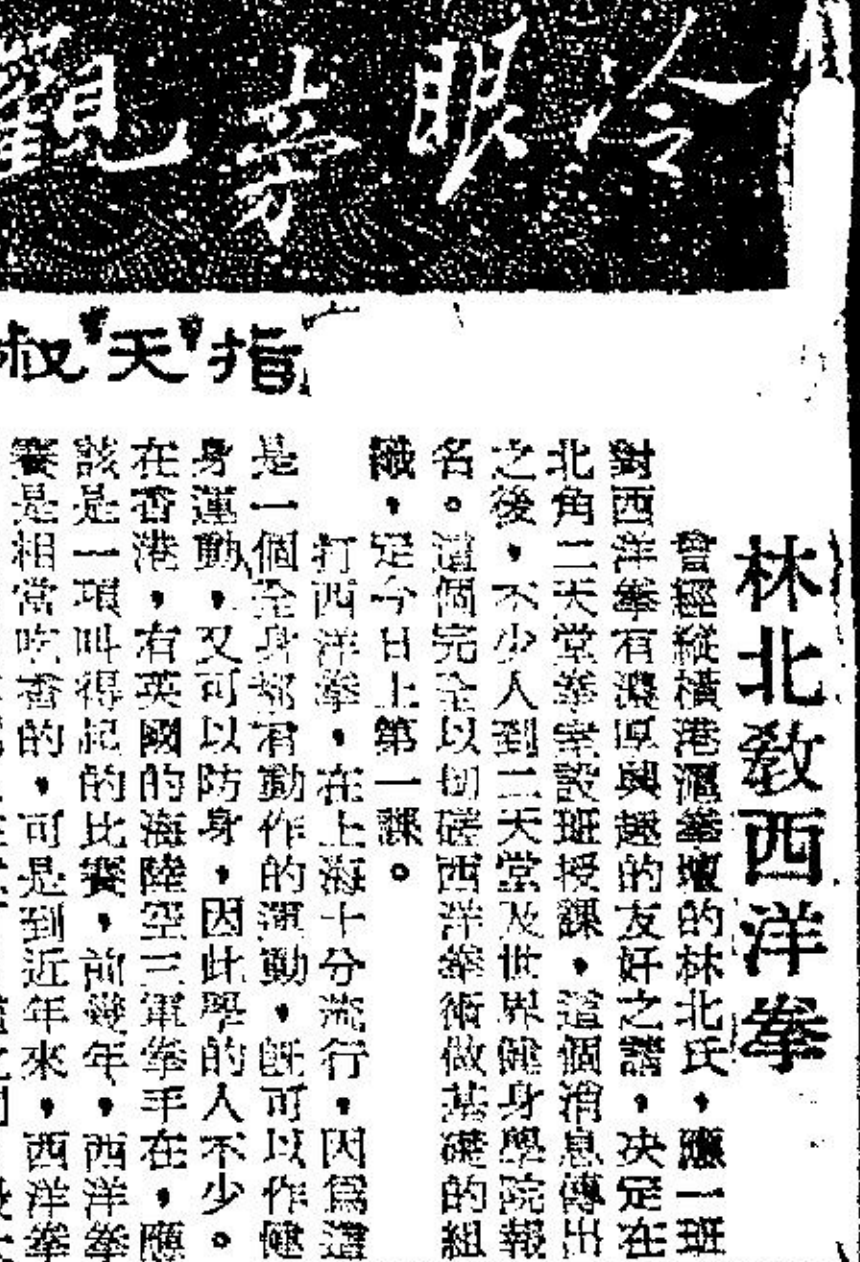 冷眼旁觀
指天叔
林北教西洋拳
曾經縱橫港滬拳壇的林北氏,應一班
對西洋拳有濃厚興趣的友好之請,決定在
北角二天堂拳室設班授課,這個消息傳出
之後,不少人到二天堂及世界健身學院報
名。這個完全以切磋西洋拳術做基礎的組
織,定今日上第一課。
打西洋拳,在上海十分流行,因爲這
是一個全身都有動作的運動,旣可以作健
身運動,又可以防身,因此學的人不少。
在香港,有英國的海陸空三軍拳手在,應
該是一項叫得起的比賽,前幾年,西洋拳
賽是相當吃香的,可是到近年來,西洋拳